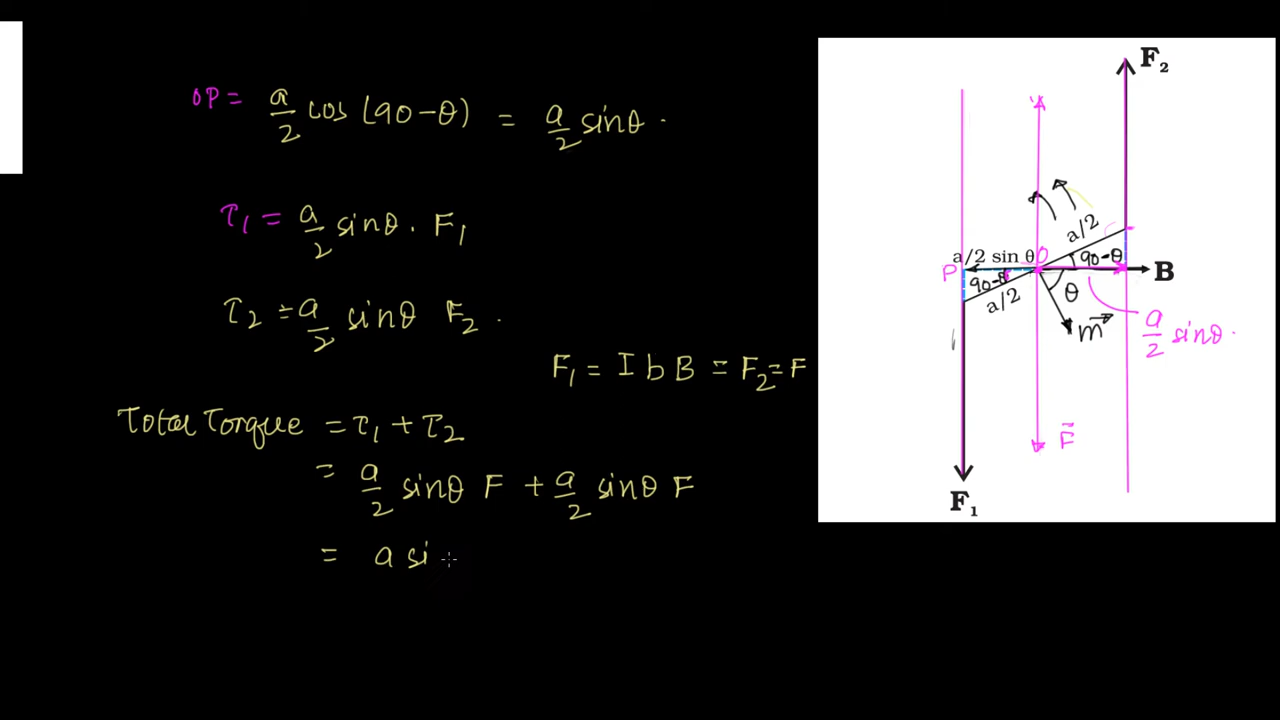 OP = a/2 cos (90-θ) = a/2 sinθ.
τ1 = a/2 sinθ. F1
τ2 = a/2 sinθ F2.
F1 = I b B = F2 = F
Total Torque = τ1 + τ2
= a/2 sinθ F + a/2 sinθ F
= a si
F2
a/2
a/2 sin θ
O
90-θ
B
P
90-θ
a/2
θ
m
a/2 sinθ.
F
F1